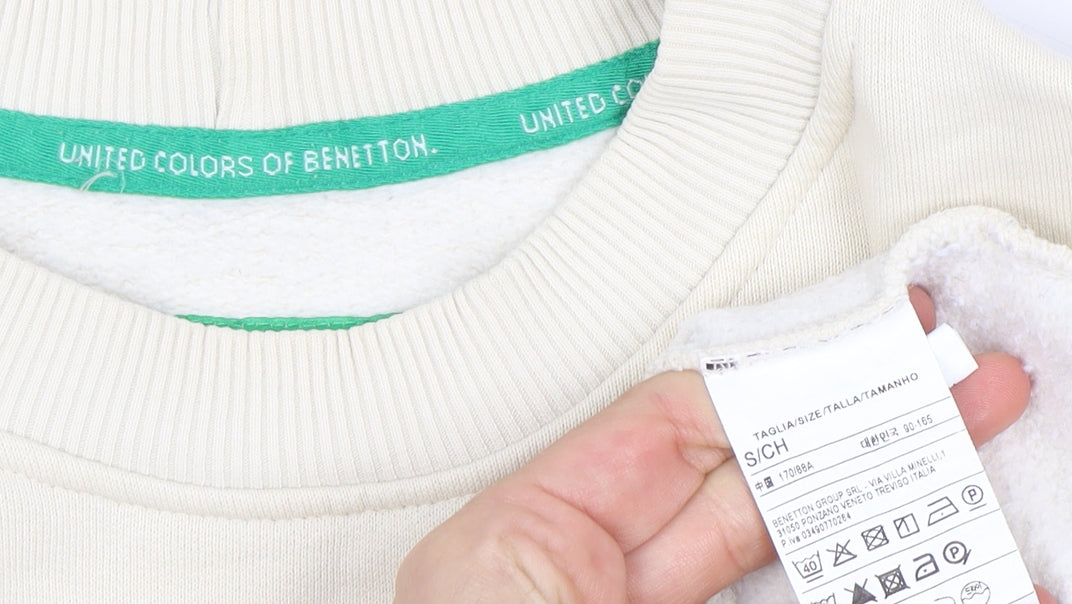 UNITED COLORS OF BENETTON.
UNITED CO
TAGLIA/SIZE/TALLA/TAMANHO
S/CH
대한민국 90-165
中国 170/88A
BENETTON GROUP SRL - VIA VILLA MINELLI,1
31050 PONZANO VENETO TREVISO ITALIA
P.iva 03490770264
40 P
P